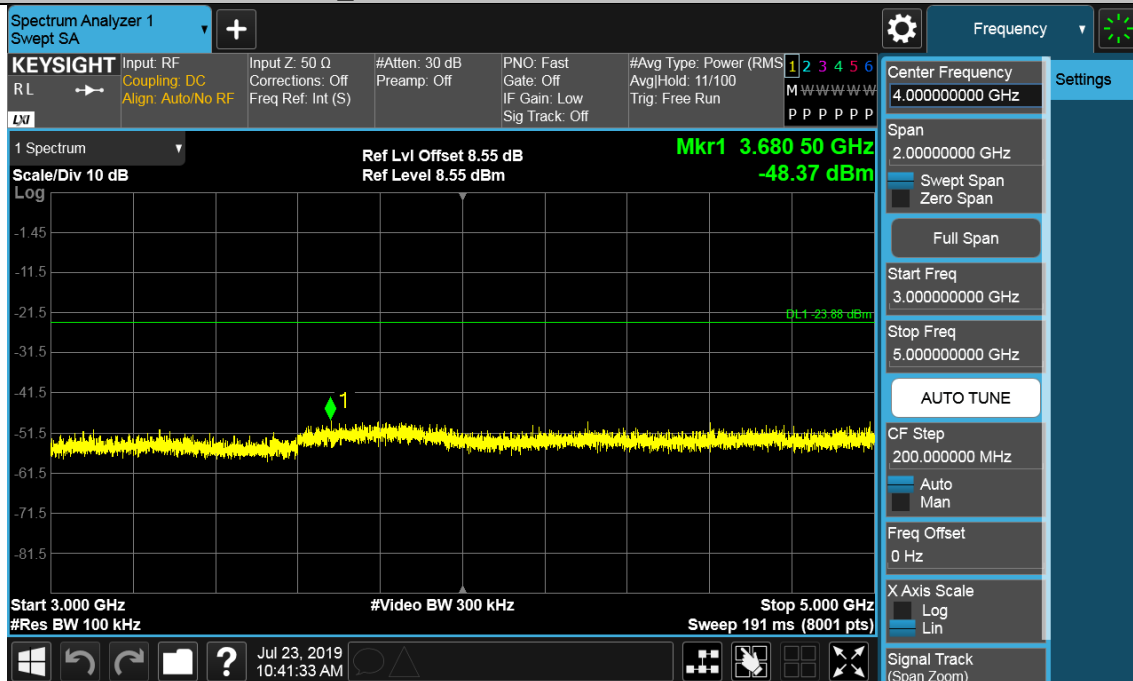 Spectrum Analyzer 1
Swept SA
+
Frequency
KEYSIGHT
RL
LXI
Input: RF
Coupling: DC
Align: Auto/No RF
Input Z: 50 Ω
Corrections: Off
Freq Ref: Int (S)
#Atten: 30 dB
Preamp: Off
PNO: Fast
Gate: Off
IF Gain: Low
Sig Track: Off
#Avg Type: Power (RMS
Avg|Hold: 11/100
Trig: Free Run
1 2 3 4 5 6
M W W W W W
P P P P P P
1 Spectrum
Scale/Div 10 dB
Ref Lvl Offset 8.55 dB
Ref Level 8.55 dBm
Mkr1 3.680 50 GHz
-48.37 dBm
Log
-1.45
-11.5
-21.5
DL1 -23.88 dBm
-31.5
-41.5
1
-51.5
-61.5
-71.5
-81.5
Start 3.000 GHz
#Video BW 300 kHz
Stop 5.000 GHz
#Res BW 100 kHz
Sweep 191 ms (8001 pts)
?
Jul 23, 2019
10:41:33 AM
Center Frequency
4.000000000 GHz
Settings
Span
2.00000000 GHz
Swept Span
Zero Span
Full Span
Start Freq
3.000000000 GHz
Stop Freq
5.000000000 GHz
AUTO TUNE
CF Step
200.000000 MHz
Auto
Man
Freq Offset
0 Hz
X Axis Scale
Log
Lin
Signal Track
(Span Zoom)